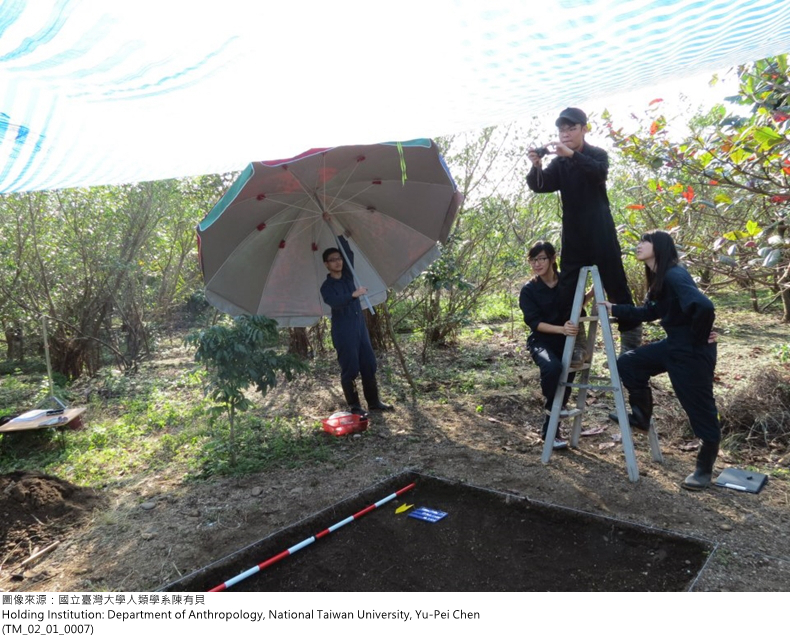 圖像來源：國立臺灣大學人類學系陳有貝
Holding Institution: Department of Anthropology, National Taiwan University, Yu-Pei Chen
(TM_02_01_0007)